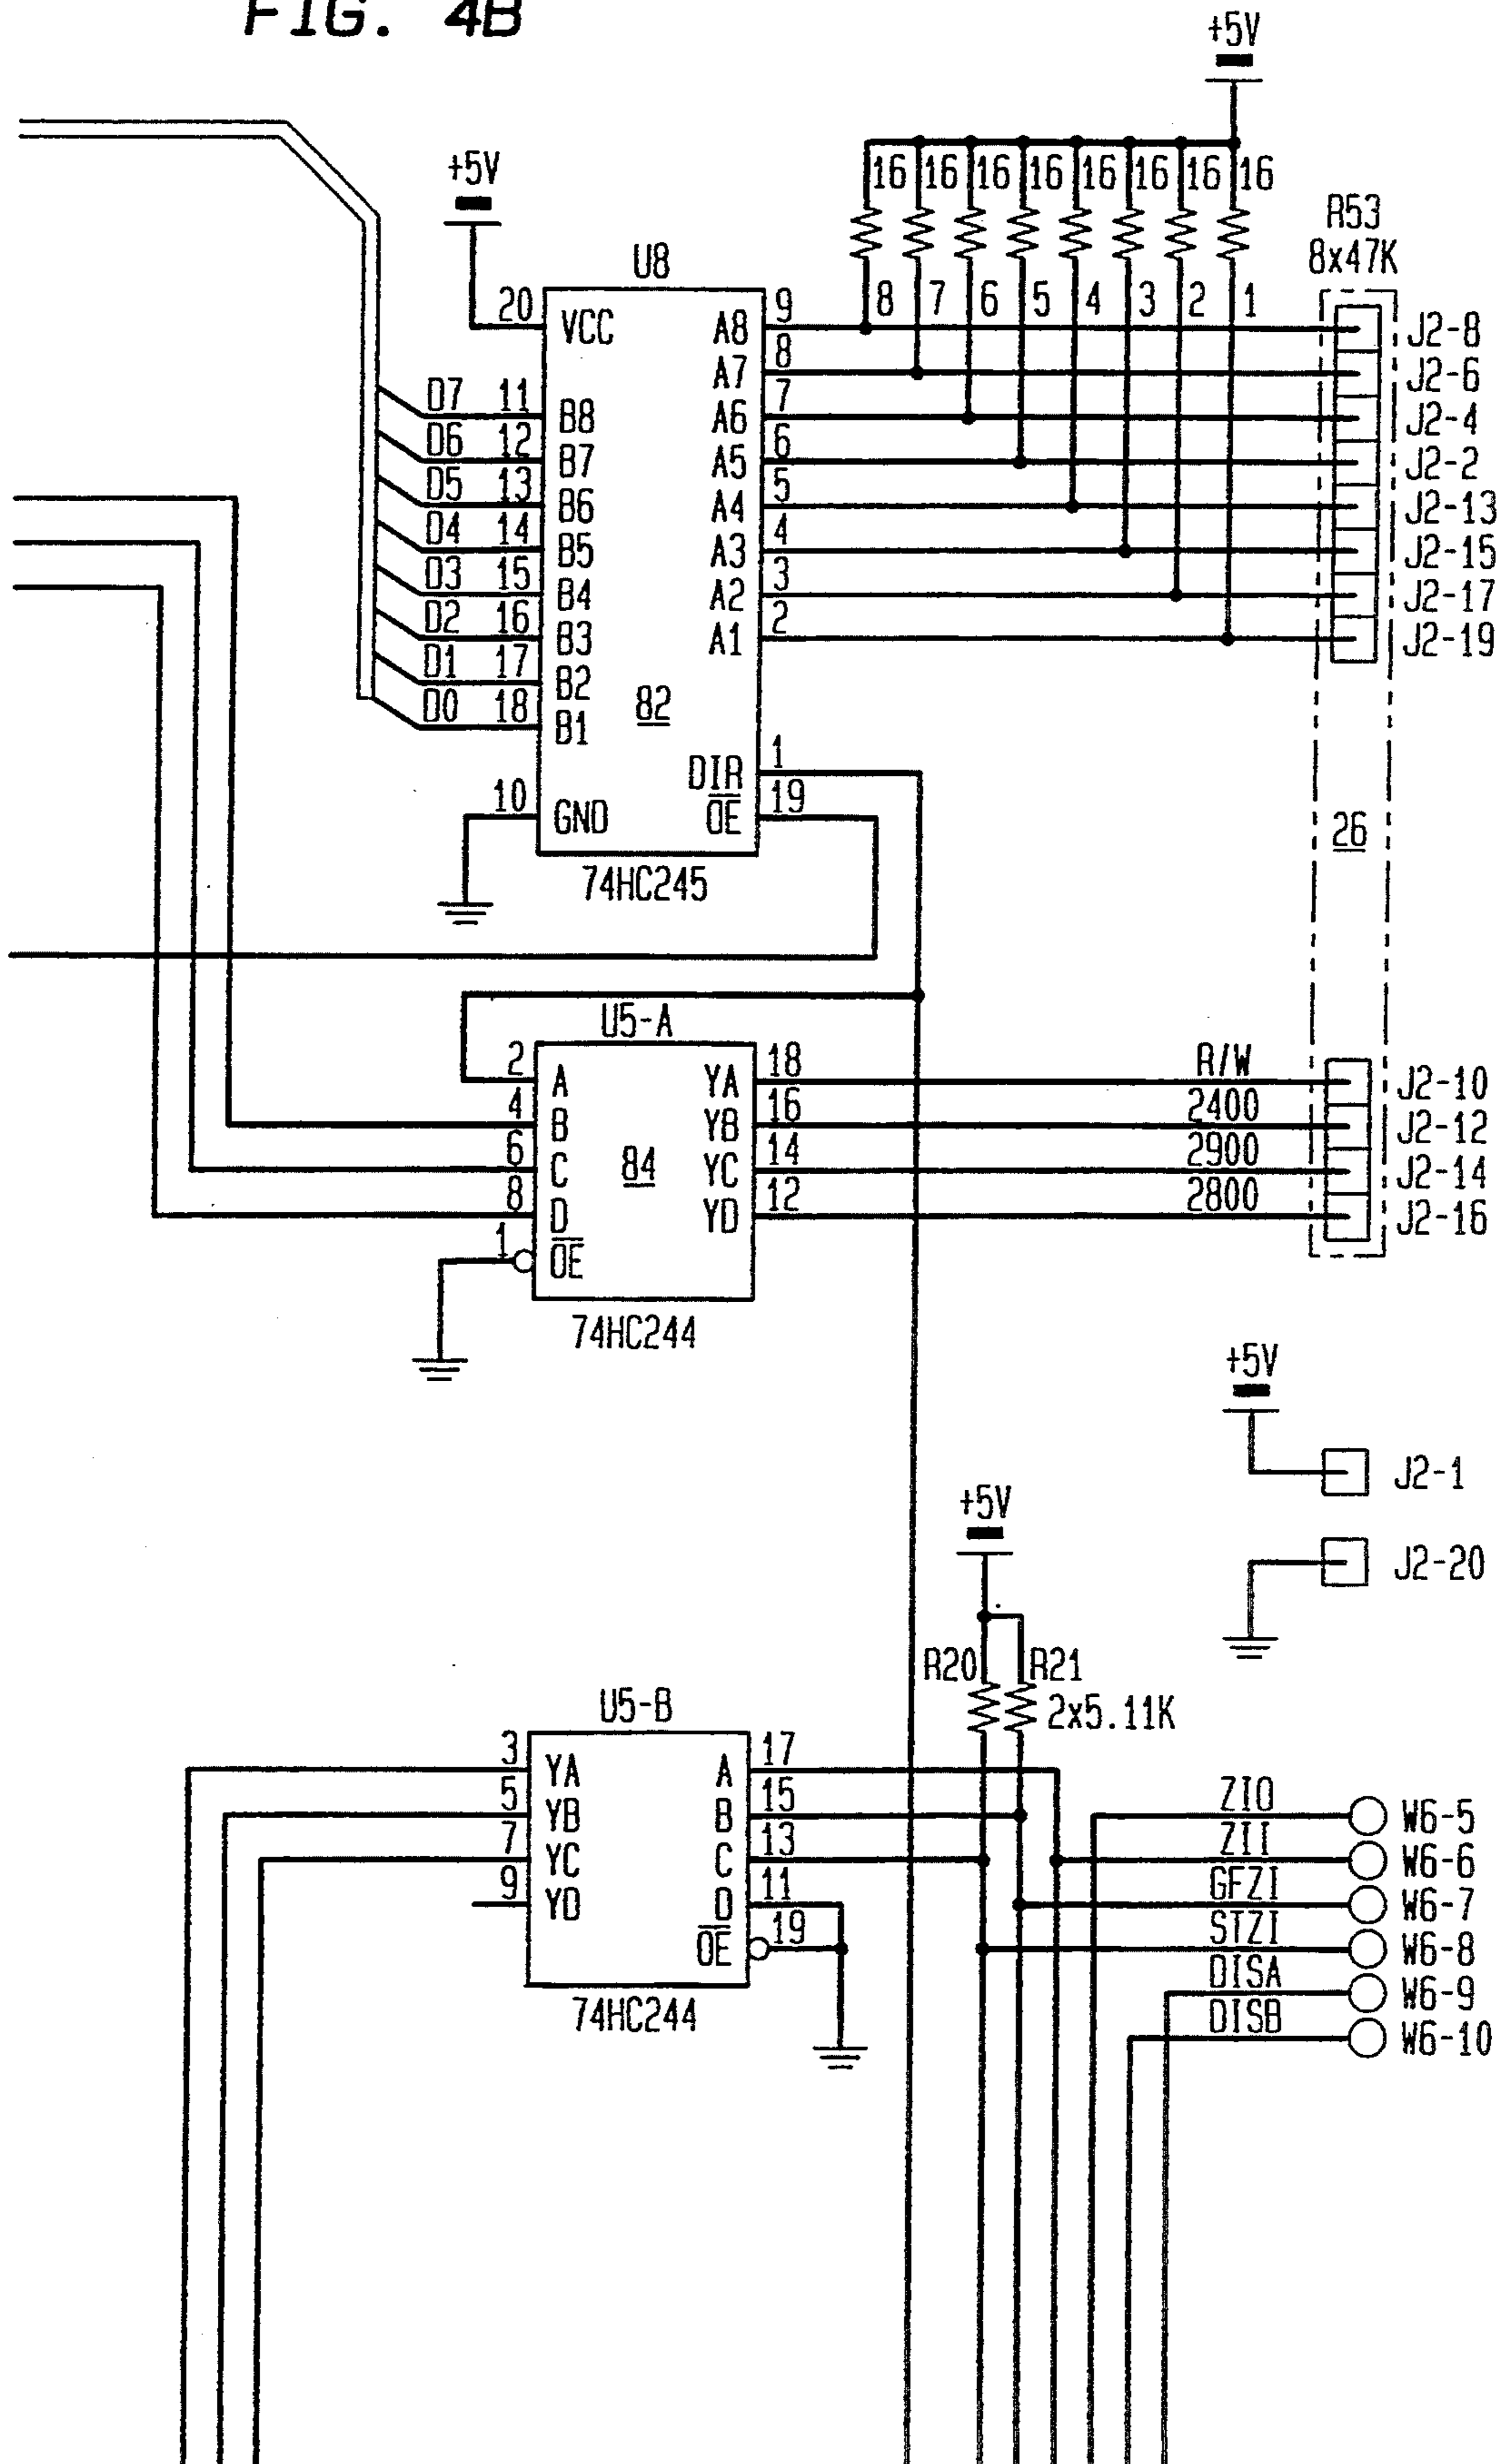 FIG. 4B
+5V
+5V
16 16 16 16 16 16 16 16
R53
8x47K
8 7 6 5 4 3 2 1
U8
20 VCC A8 9 J2-8
A7 8 J2-6
D7 11 B8 A6 7 J2-4
D6 12 B7 A5 6 J2-2
D5 13 B6 A4 5 J2-13
D4 14 B5 A3 4 J2-15
D3 15 B4 A2 3 J2-17
D2 16 B3 A1 2 J2-19
D1 17 B2
D0 18 B1
82
DIR 1
10 GND OE 19
26
74HC245
U5-A
2 A YA 18 R/W J2-10
4 B YB 16 2400 J2-12
6 C 84 YC 14 2900 J2-14
8 D YD 12 2800 J2-16
1 OE
74HC244
+5V
J2-1
+5V
J2-20
R20 R21
2x5.11K
U5-B
3 YA A 17
5 YB B 15 ZIO W6-5
7 YC C 13 ZII W6-6
9 YD D 11 GFZI W6-7
OE 19 STZI W6-8
DISA W6-9
74HC244 DISB W6-10